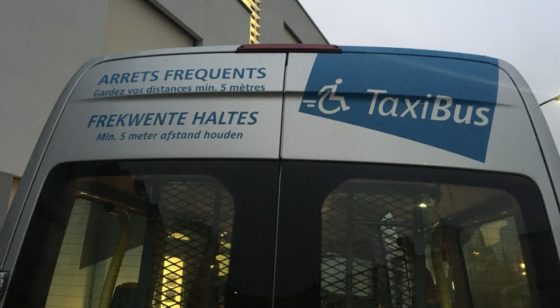 ARRETS FREQUENTS
Gardez vos distances min. 5 mètres
FREKWENTE HALTES
Min. 5 meter afstand houden
TaxiBus